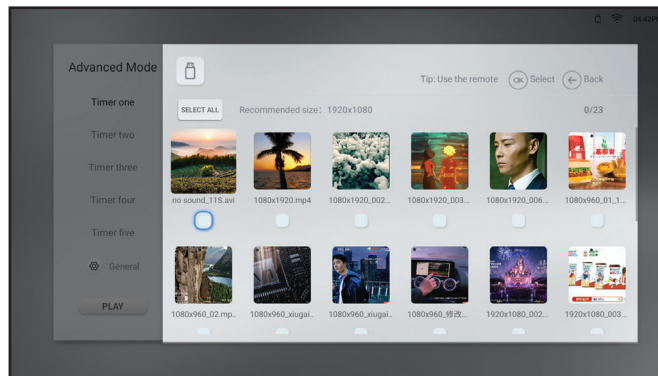 04:42PM
Advanced Mode
Timer one
Timer two
Timer three
Timer four
Timer five
General
PLAY
Tip: Use the remote OK Select Back
SELECT ALL Recommended size: 1920x1080 0/23
no sound_11S.avi 1080x1920.mp4 1080x1920_002... 1080x1920_003... 1080x1920_006... 1080x960_01_1...
1080x960_02.mp.. 1080x960_xiugai.. 1080x960_xiugai.. 1080x960_修改... 1920x1080_002... 1920x1080_003...